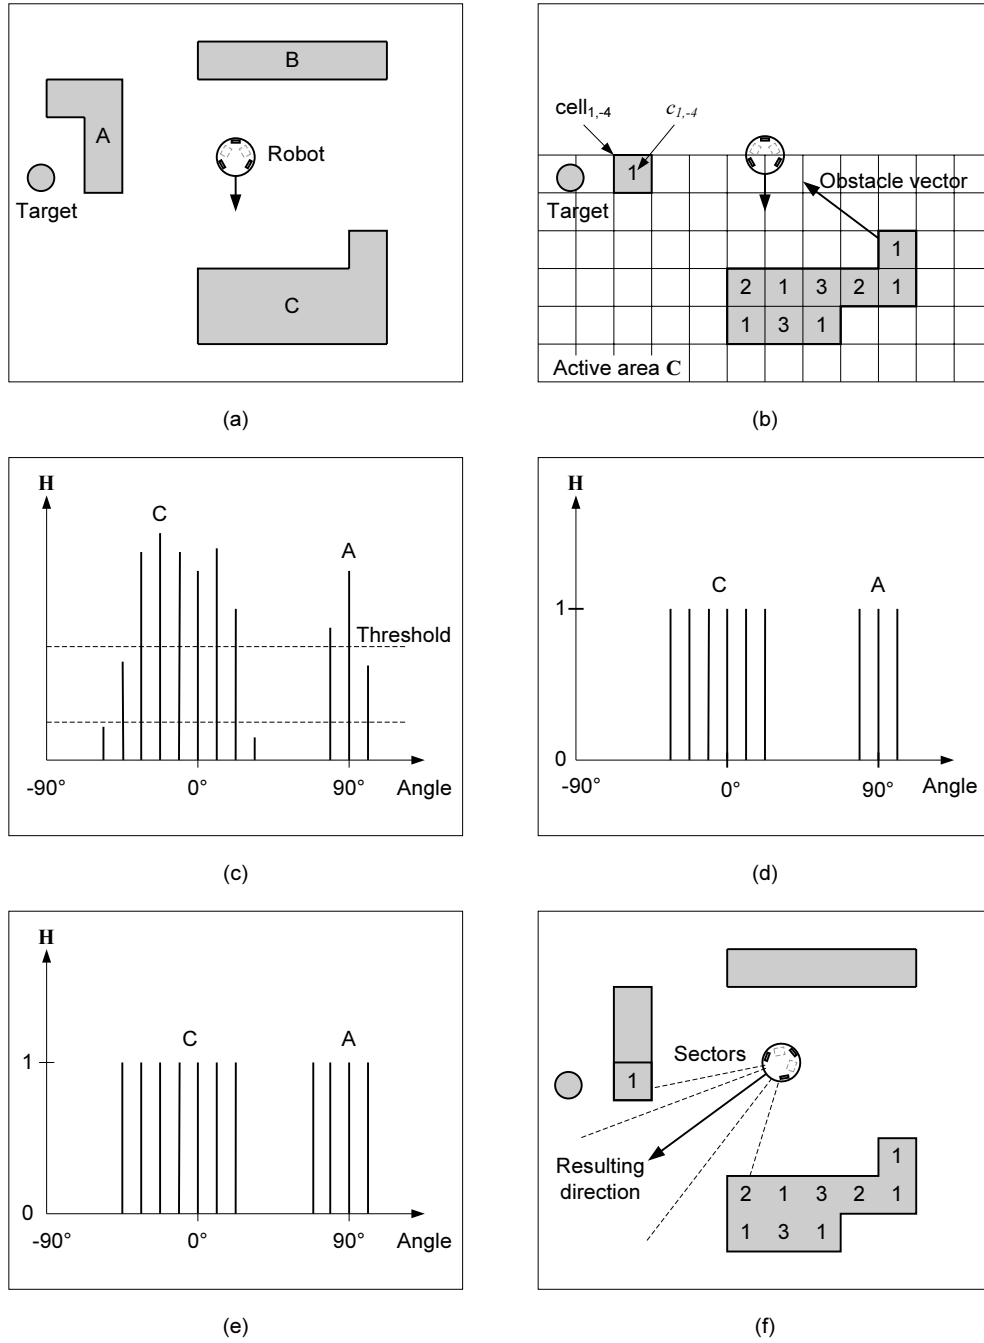 B
A
Robot
Target
C
(a)
cell1,-4
c1,-4
1
Obstacle vector
Target
1
2 1 3 2 1
1 3 1
Active area C
(b)
H
C
A
Threshold
-90° 0° 90° Angle
(c)
H
C A
1
0
-90° 0° 90° Angle
(d)
H
C A
1
0
-90° 0° 90° Angle
(e)
Sectors
1
Resulting
direction
1
2 1 3 2 1
1 3 1
(f)